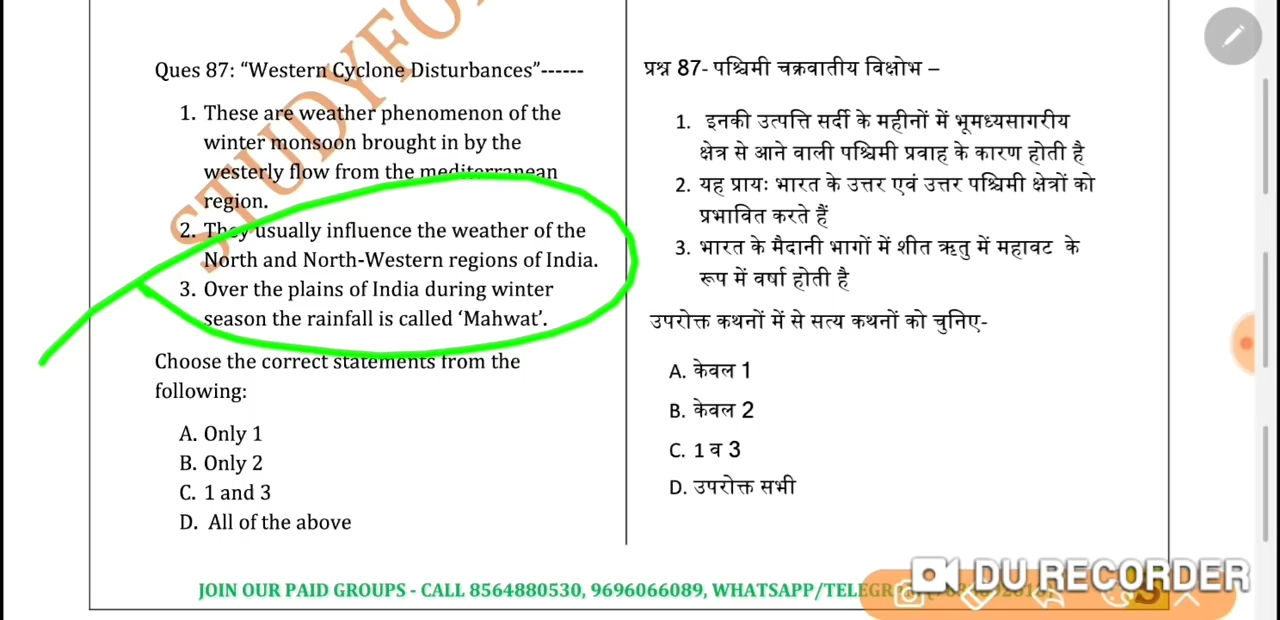 Ques 87: “Western Cyclone Disturbances”------
1. These are weather phenomenon of the
winter monsoon brought in by the
westerly flow from the mediterranean
region.
2. They usually influence the weather of the
North and North-Western regions of India.
3. Over the plains of India during winter
season the rainfall is called ‘Mahwat’.
Choose the correct statements from the
following:
A. Only 1
B. Only 2
C. 1 and 3
D. All of the above
प्रश्न 87- पश्चिमी चक्रवातीय विक्षोभ –
1. इनकी उत्पत्ति सर्दी के महीनों में भूमध्यसागरीय
क्षेत्र से आने वाली पश्चिमी प्रवाह के कारण होती है
2. यह प्रायः भारत के उत्तर एवं उत्तर पश्चिमी क्षेत्रों को
प्रभावित करते हैं
3. भारत के मैदानी भागों में शीत ऋतु में महावट के
रूप में वर्षा होती है
उपरोक्त कथनों में से सत्य कथनों को चुनिए-
A. केवल 1
B. केवल 2
C. 1 व 3
D. उपरोक्त सभी
STUDYFO
JOIN OUR PAID GROUPS - CALL 8564880530, 9696066089, WHATSAPP/TELEGR
DU RECORDER